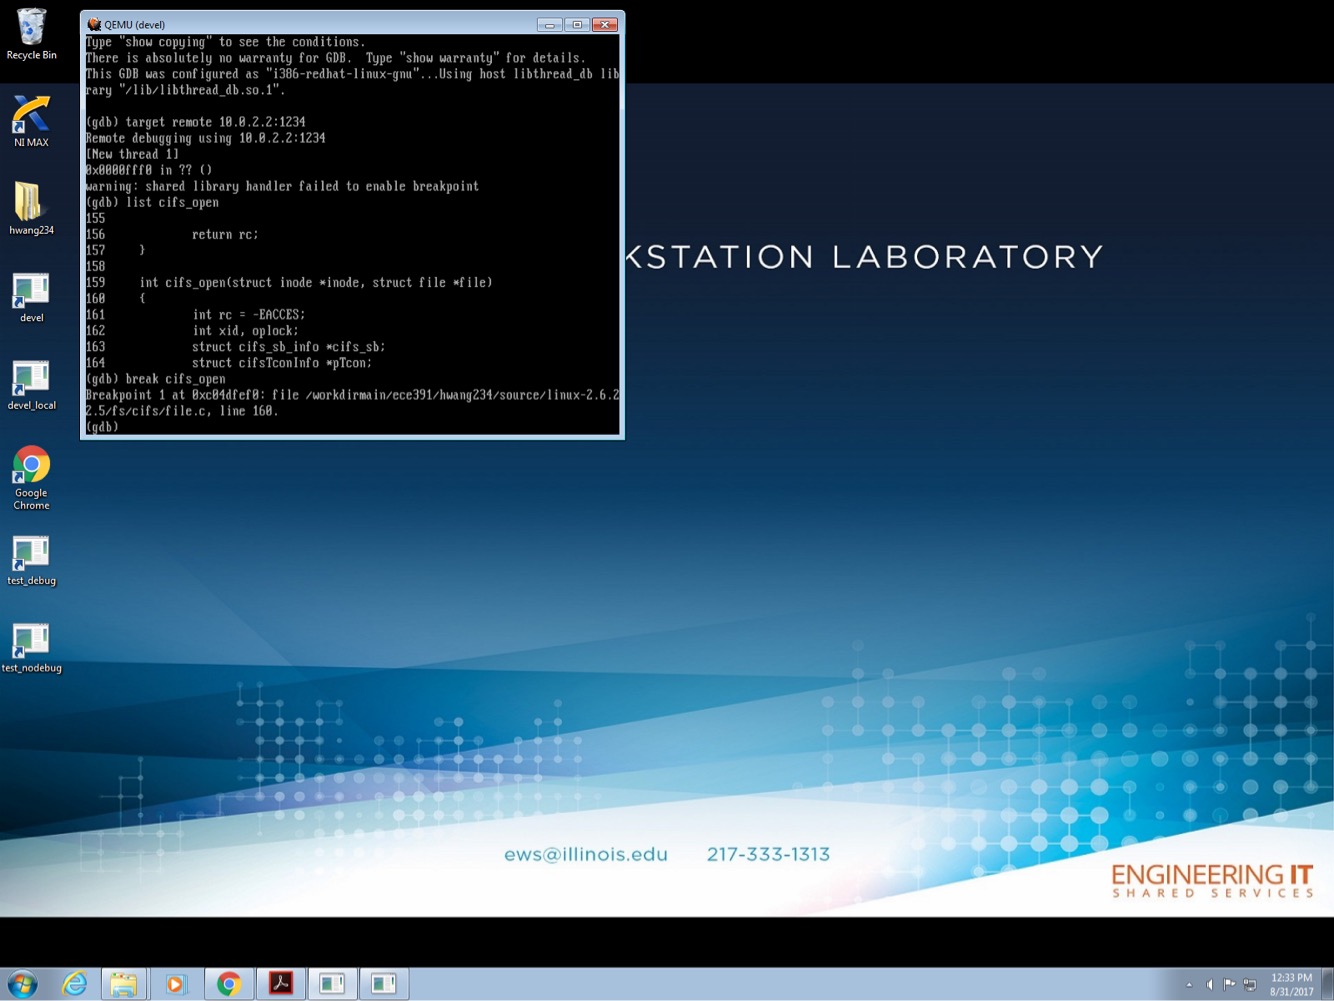 Recycle Bin
NI MAX
hwang234
devel
devel_local
Google
Chrome
test_debug
test_nodebug
QEMU (devel)
Type "show copying" to see the conditions.
There is absolutely no warranty for GDB.  Type "show warranty" for details.
This GDB was configured as "i386-redhat-linux-gnu"...Using host libthread_db lib
rary "/lib/libthread_db.so.1".
(gdb) target remote 10.0.2.2:1234
Remote debugging using 10.0.2.2:1234
[New thread 1]
0x0000fff0 in ?? ()
warning: shared library handler failed to enable breakpoint
(gdb) list cifs_open
155
156             return rc;
157     }
158
159     int cifs_open(struct inode *inode, struct file *file)
160     {
161             int rc = -EACCES;
162             int xid, oplock;
163             struct cifs_sb_info *cifs_sb;
164             struct cifsTconInfo *pTcon;
(gdb) break cifs_open
Breakpoint 1 at 0xc04dfef0: file /workdirmain/ece391/hwang234/source/linux-2.6.2
2.5/fs/cifs/file.c, line 160.
(gdb)
KSTATION LABORATORY
ews@illinois.edu 217-333-1313
ENGINEERING IT
SHARED SERVICES
12:33 PM
8/31/2017